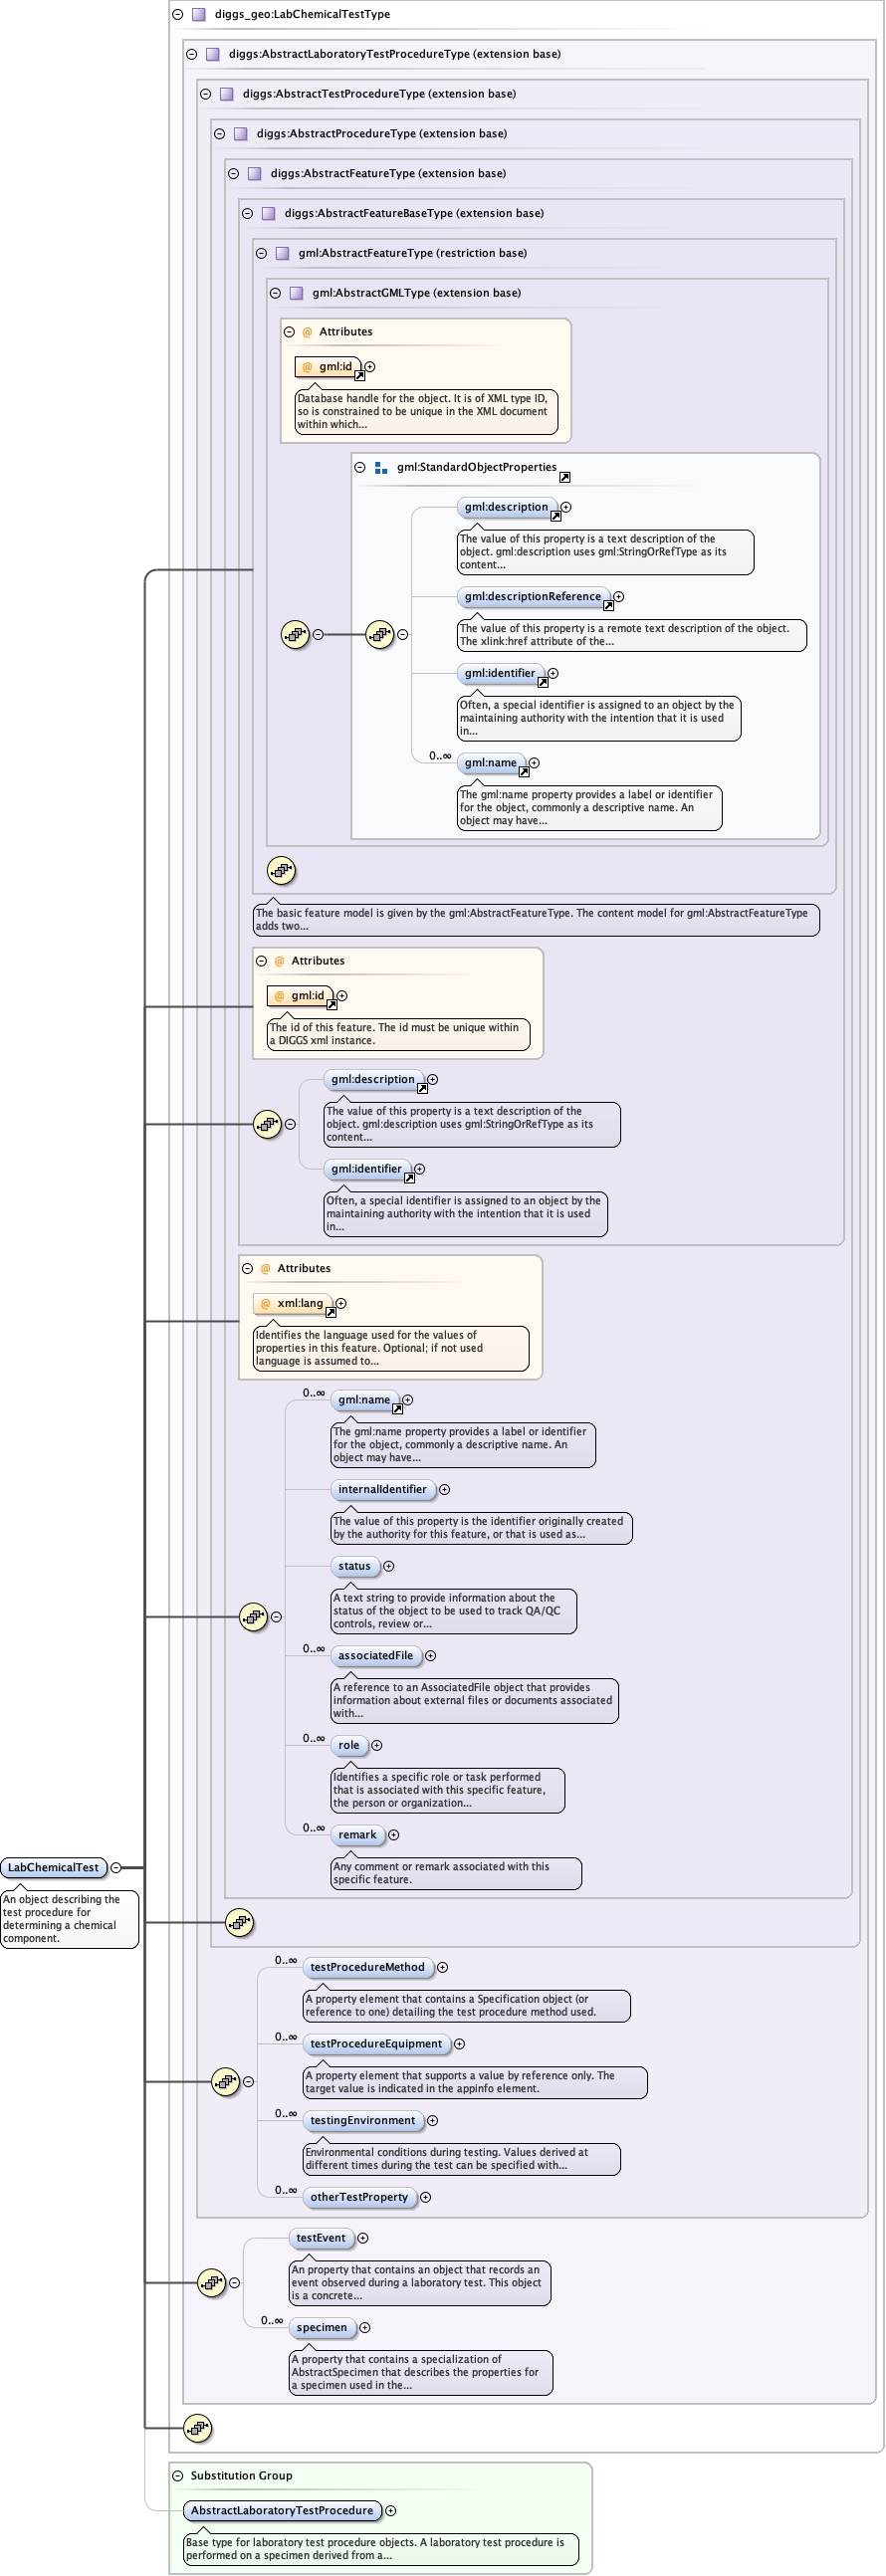 diggs_geo:LabChemicalTestType
diggs:AbstractLaboratoryTestProcedureType (extension base)
diggs:AbstractTestProcedureType (extension base)
diggs:AbstractProcedureType (extension base)
diggs:AbstractFeatureType (extension base)
diggs:AbstractFeatureBaseType (extension base)
gml:AbstractFeatureType (restriction base)
gml:AbstractGMLType (extension base)
@ Attributes
@ gml:id
Database handle for the object. It is of XML type ID,
so is constrained to be unique in the XML document
within which...
gml:StandardObjectProperties
gml:description
The value of this property is a text description of the
object. gml:description uses gml:StringOrRefType as its
content...
gml:descriptionReference
The value of this property is a remote text description of the object.
The xlink:href attribute of the...
gml:identifier
Often, a special identifier is assigned to an object by the
maintaining authority with the intention that it is used
in...
0..∞
gml:name
The gml:name property provides a label or identifier
for the object, commonly a descriptive name. An
object may have...
The basic feature model is given by the gml:AbstractFeatureType. The content model for gml:AbstractFeatureType
adds two...
@ Attributes
@ gml:id
The id of this feature. The id must be unique within
a DIGGS xml instance.
gml:description
The value of this property is a text description of the
object. gml:description uses gml:StringOrRefType as its
content...
gml:identifier
Often, a special identifier is assigned to an object by the
maintaining authority with the intention that it is used
in...
@ Attributes
@ xml:lang
Identifies the language used for the values of
properties in this feature. Optional; if not used
language is assumed to...
0..∞
gml:name
The gml:name property provides a label or identifier
for the object, commonly a descriptive name. An
object may have...
internalIdentifier
The value of this property is the identifier originally created
by the authority for this feature, or that is used as...
status
A text string to provide information about the
status of the object to be used to track QA/QC
controls, review or...
0..∞
associatedFile
A reference to an AssociatedFile object that provides
information about external files or documents associated
with...
0..∞
role
Identifies a specific role or task performed
that is associated with this specific feature,
the person or organization...
0..∞
remark
Any comment or remark associated with this
specific feature.
LabChemicalTest
An object describing the
test procedure for
determining a chemical
component.
0..∞
testProcedureMethod
A property element that contains a Specification object (or
reference to one) detailing the test procedure method used.
0..∞
testProcedureEquipment
A property element that supports a value by reference only. The
target value is indicated in the appinfo element.
0..∞
testingEnvironment
Environmental conditions during testing. Values derived at
different times during the test can be specified with...
0..∞
otherTestProperty
testEvent
An property that contains an object that records an
event observed during a laboratory test. This object
is a concrete...
0..∞
specimen
A property that contains a specialization of
AbstractSpecimen that describes the properties for
a specimen used in the...
Substitution Group
AbstractLaboratoryTestProcedure
Base type for laboratory test procedure objects. A laboratory test procedure is
performed on a specimen derived from a...